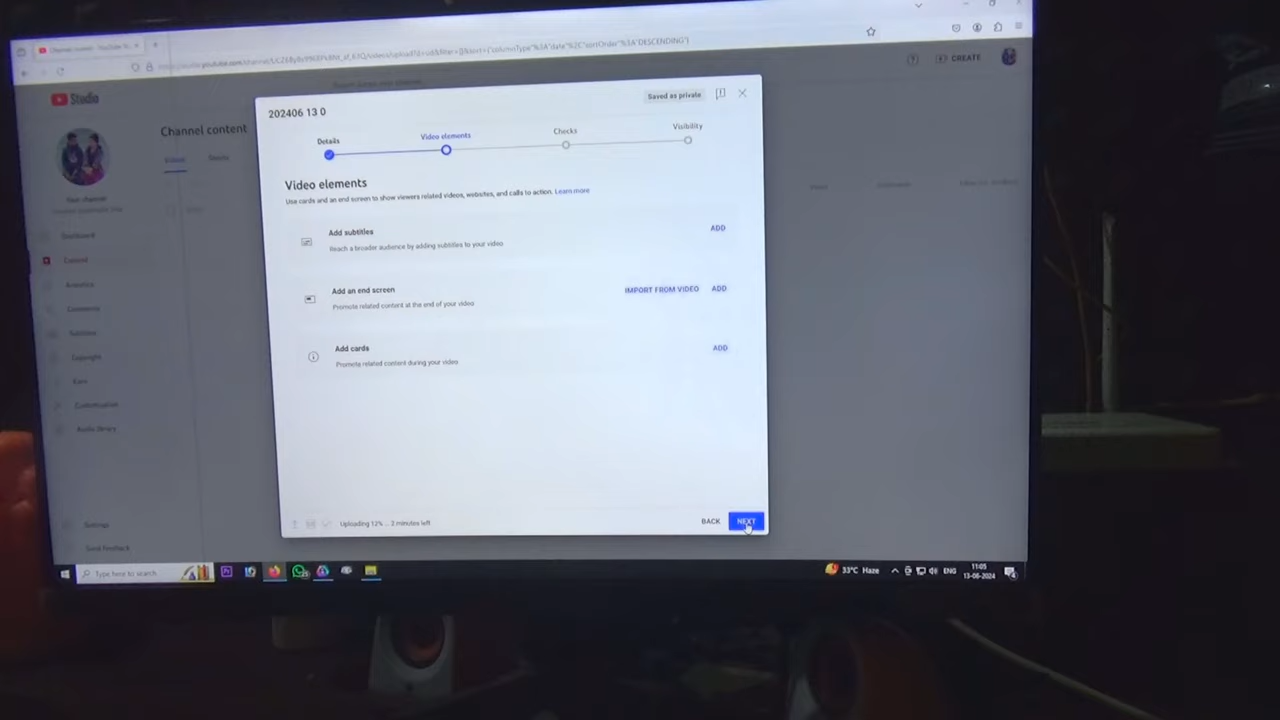 Studio
CREATE
Channel content
Your channel
Dashboard
Content
Analytics
Comments
Subtitles
Copyright
Earn
Customization
Audio library
Settings
Send feedback
202406 13 0
Saved as private
Details
Video elements
Checks
Visibility
Video elements
Use cards and an end screen to show viewers related videos, websites, and calls to action. Learn more
Add subtitles
ADD
Reach a broader audience by adding subtitles to your video
Add an end screen
IMPORT FROM VIDEO ADD
Promote related content at the end of your video
Add cards
ADD
Promote related content during your video
Uploading 12% ... 2 minutes left
BACK
NEXT
Type here to search
33°C Haze
ENG
11:05
13-06-2024